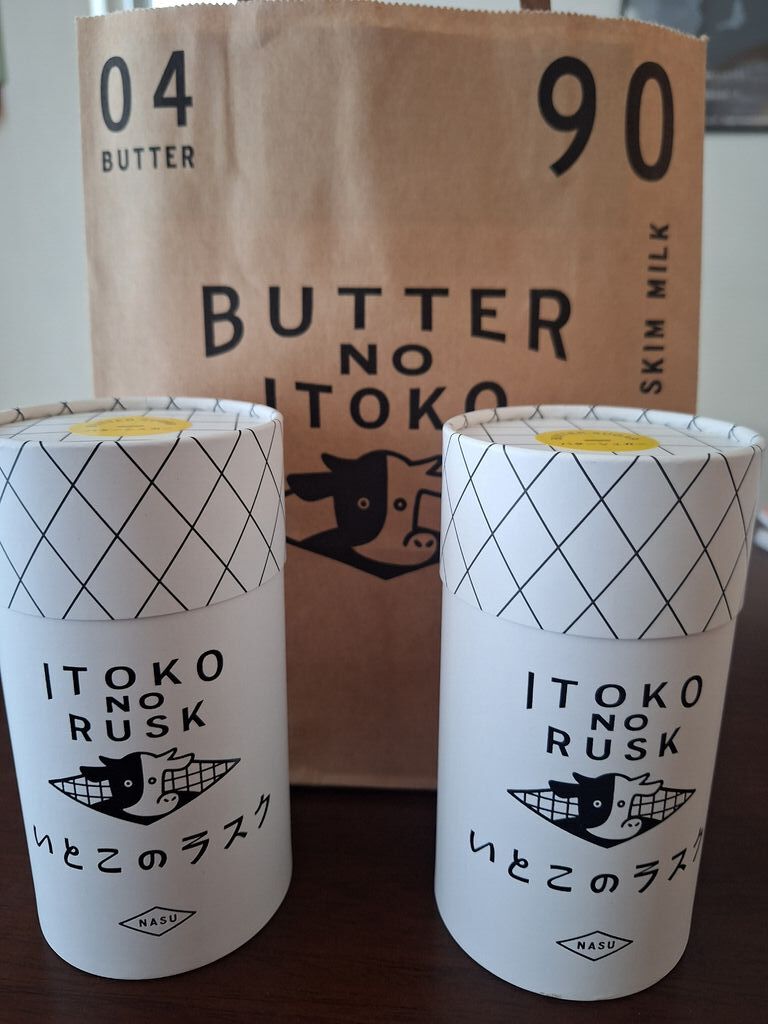 04
BUTTER
90
SKIM MILK
BUTTER
NO
ITOKO
ITOKO
NO
RUSK
いとこのラスク
NASU
ITOKO
NO
RUSK
いとこのラスク
NASU